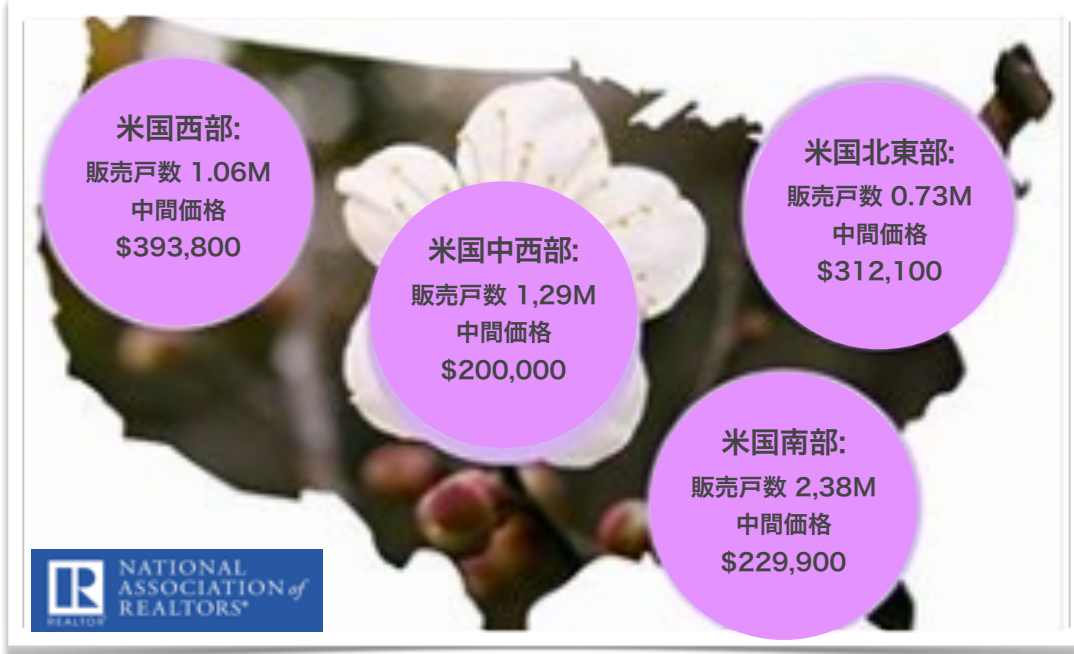 米国西部:
販売戸数 1.06M
中間価格
$393,800
米国中西部:
販売戸数 1,29M
中間価格
$200,000
米国北東部:
販売戸数 0.73M
中間価格
$312,100
米国南部:
販売戸数 2,38M
中間価格
$229,900
R
REALTOR®
NATIONAL
ASSOCIATION of
REALTORS®